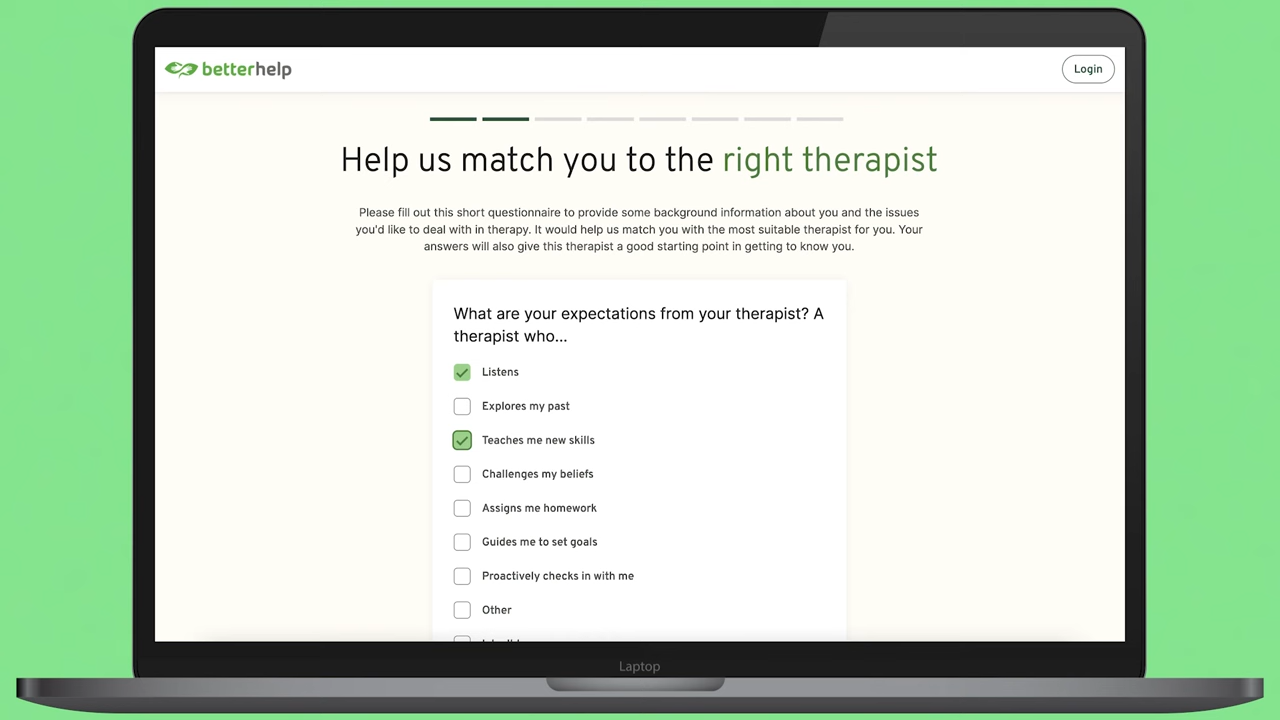 betterhelp
Login
Help us match you to the right therapist
Please fill out this short questionnaire to provide some background information about you and the issues
you'd like to deal with in therapy. It would help us match you with the most suitable therapist for you. Your
answers will also give this therapist a good starting point in getting to know you.
What are your expectations from your therapist? A
therapist who...
Listens
Explores my past
Teaches me new skills
Challenges my beliefs
Assigns me homework
Guides me to set goals
Proactively checks in with me
Other
Laptop